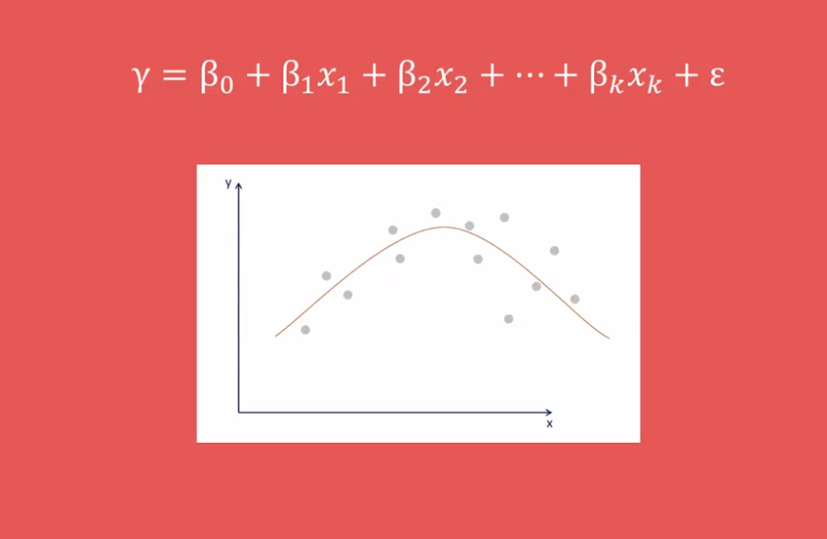 γ = β₀ + β₁x₁ + β₂x₂ + ⋯ + βₖxₖ + ε
y
x